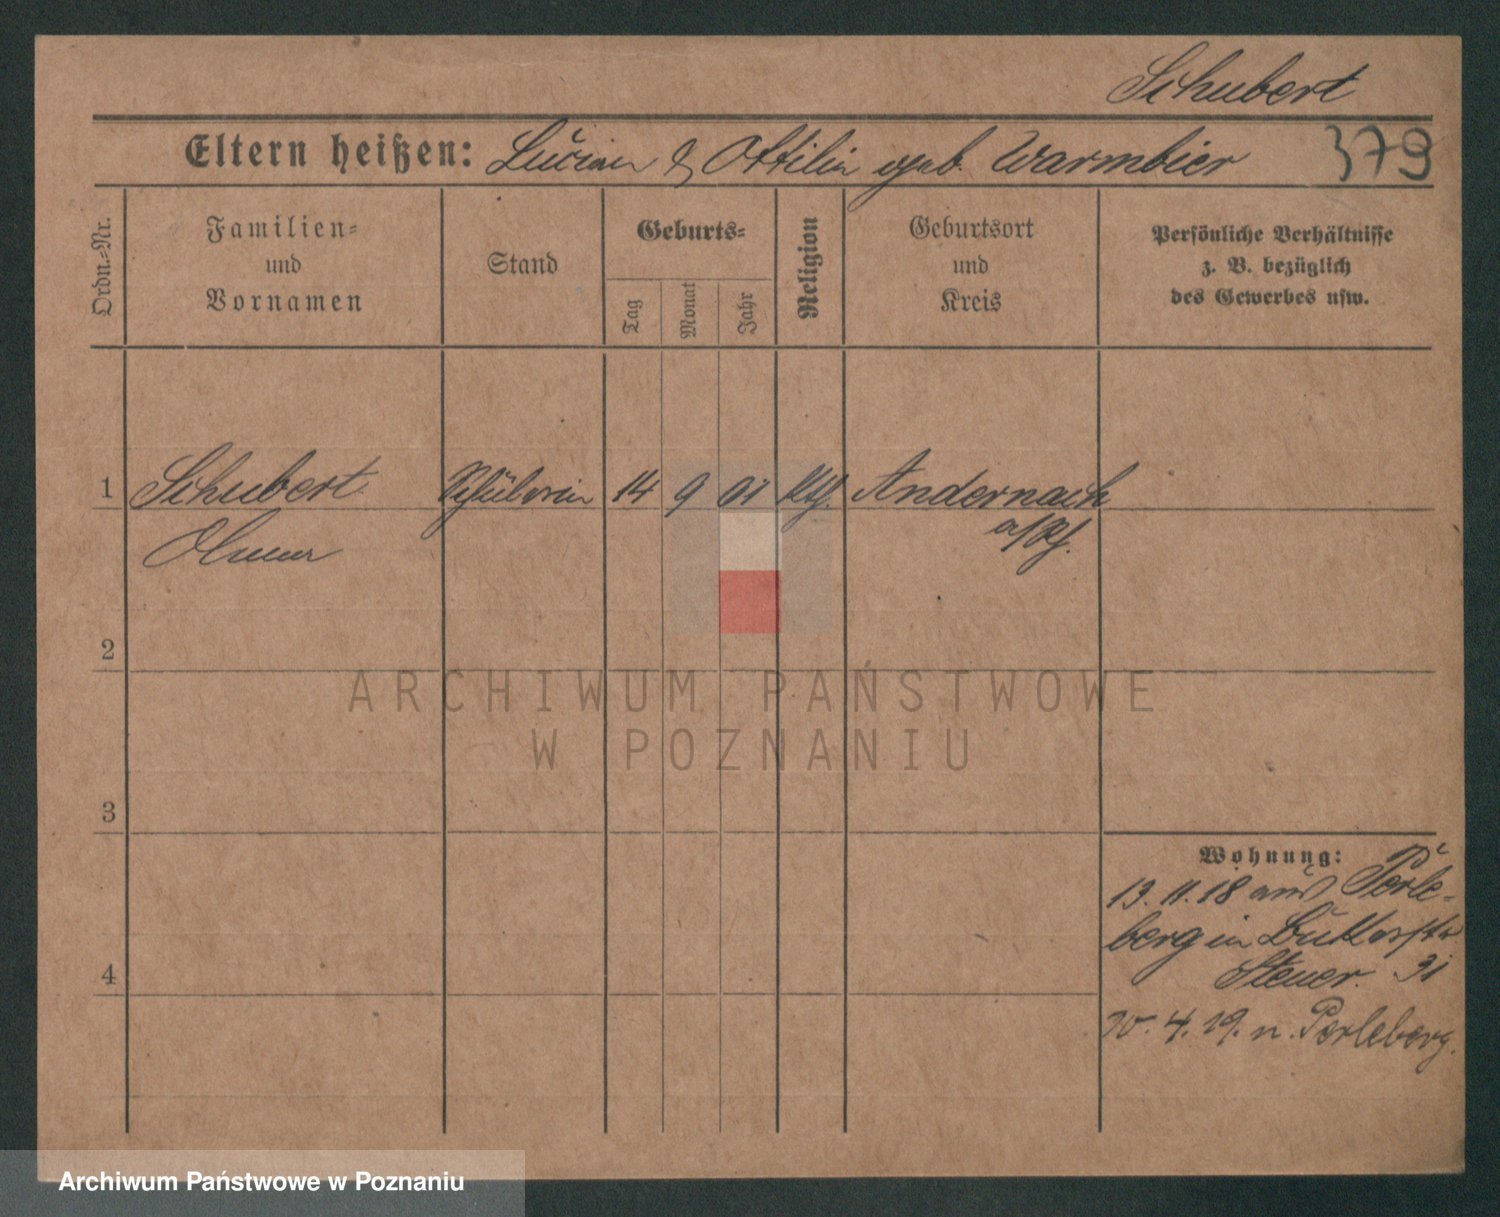 Schubert
Eltern heißen: Lucian & Ottilie geb. Warmbier
379
Ordn.-Nr.
Familien-
und
Vornamen
Stand
Geburts-
Tag
Monat
Jahr
Religion
Geburtsort
und
Kreis
Persönliche Verhältnisse
z. B. bezüglich
des Gewerbes usw.
1
Schubert
Schülerin
14
9
01
Kth.
Andernach
a/Rh.
2
ARCHIWUM PAŃSTWOWE
W POZNANIU
3
4
Wohnung:
13.11.18 aus Perle-
berg in
Steuer. 31
20.4.19. n. Perleberg.
Archiwum Państwowe w Poznaniu